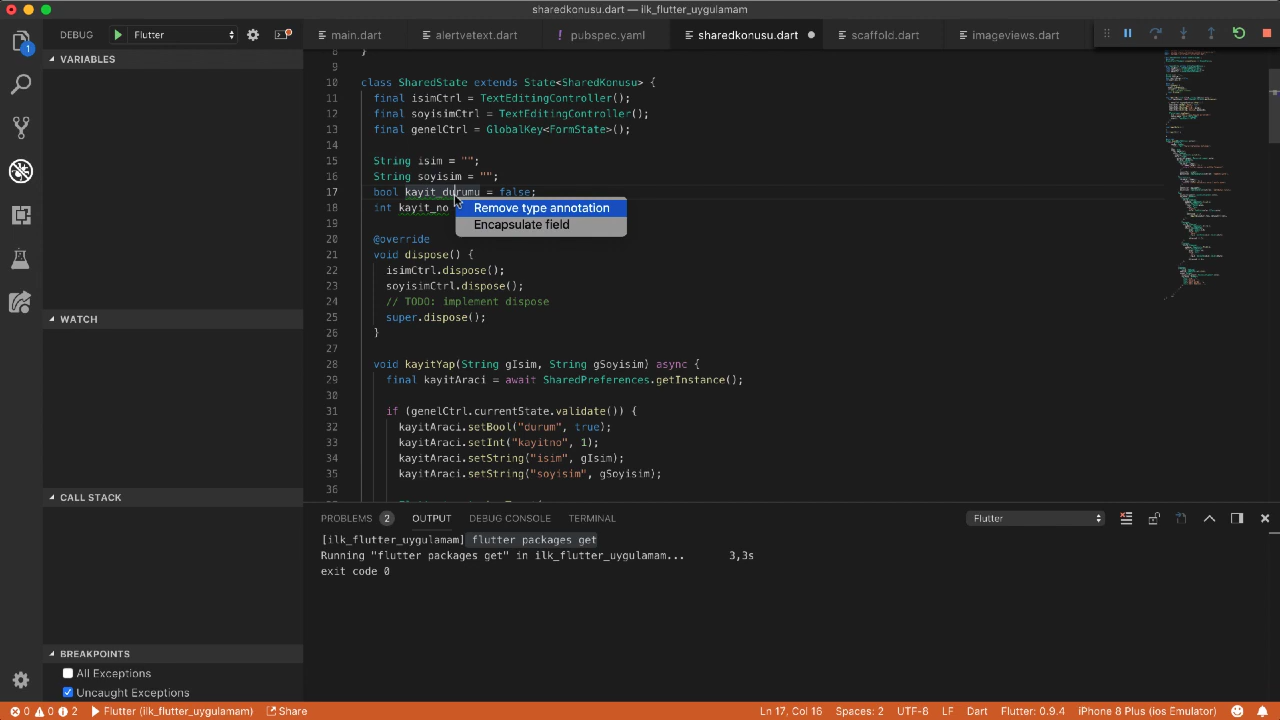 sharedkonusu.dart — ilk_flutter_uygulamam
DEBUG Flutter
main.dart alertvetext.dart ! pubspec.yaml sharedkonusu.dart scaffold.dart imageviews.dart
1
VARIABLES
WATCH
CALL STACK
BREAKPOINTS
All Exceptions
Uncaught Exceptions
8 }
9
10 class SharedState extends State<SharedKonusu> {
11 final isimCtrl = TextEditingController();
12 final soyisimCtrl = TextEditingController();
13 final genelCtrl = GlobalKey<FormState>();
14
15 String isim = "";
16 String soyisim = "";
17 bool kayit_durumu = false;
18 int kayit_no
Remove type annotation
Encapsulate field
19
20 @override
21 void dispose() {
22 isimCtrl.dispose();
23 soyisimCtrl.dispose();
24 // TODO: implement dispose
25 super.dispose();
26 }
27
28 void kayitYap(String gIsim, String gSoyisim) async {
29 final kayitAraci = await SharedPreferences.getInstance();
30
31 if (genelCtrl.currentState.validate()) {
32 kayitAraci.setBool("durum", true);
33 kayitAraci.setInt("kayitno", 1);
34 kayitAraci.setString("isim", gIsim);
35 kayitAraci.setString("soyisim", gSoyisim);
36
PROBLEMS 2 OUTPUT DEBUG CONSOLE TERMINAL Flutter
[ilk_flutter_uygulamam] flutter packages get
Running "flutter packages get" in ilk_flutter_uygulamam... 3,3s
exit code 0
0 0 2 Flutter (ilk_flutter_uygulamam) Share Ln 17, Col 16 Spaces: 2 UTF-8 LF Dart Flutter: 0.9.4 iPhone 8 Plus (ios Emulator)